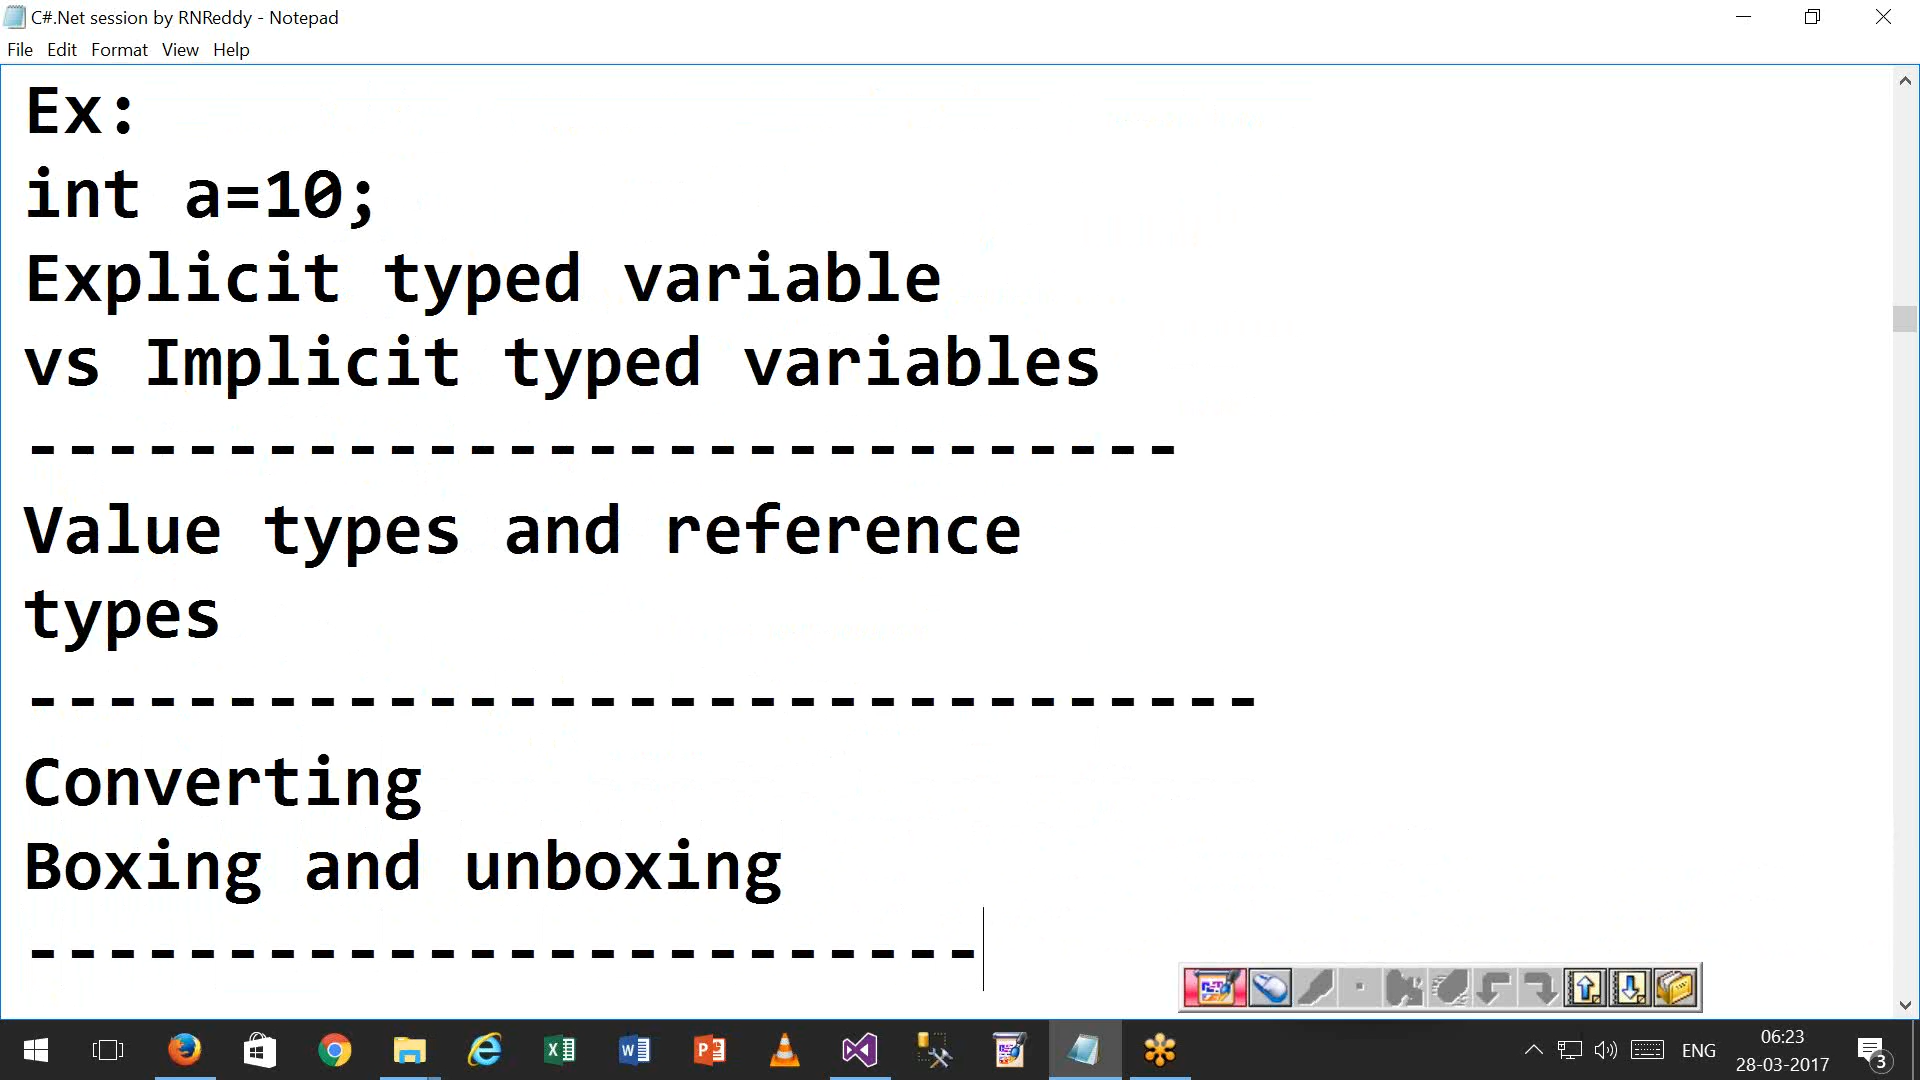 C#.Net session by RNReddy - Notepad
File Edit Format View Help
Ex:
int a=10;
Explicit typed variable
vs Implicit typed variables
-----------------------------
Value types and reference
types
-------------------------------
Converting
Boxing and unboxing
------------------------
ENG
06:23
28-03-2017
3